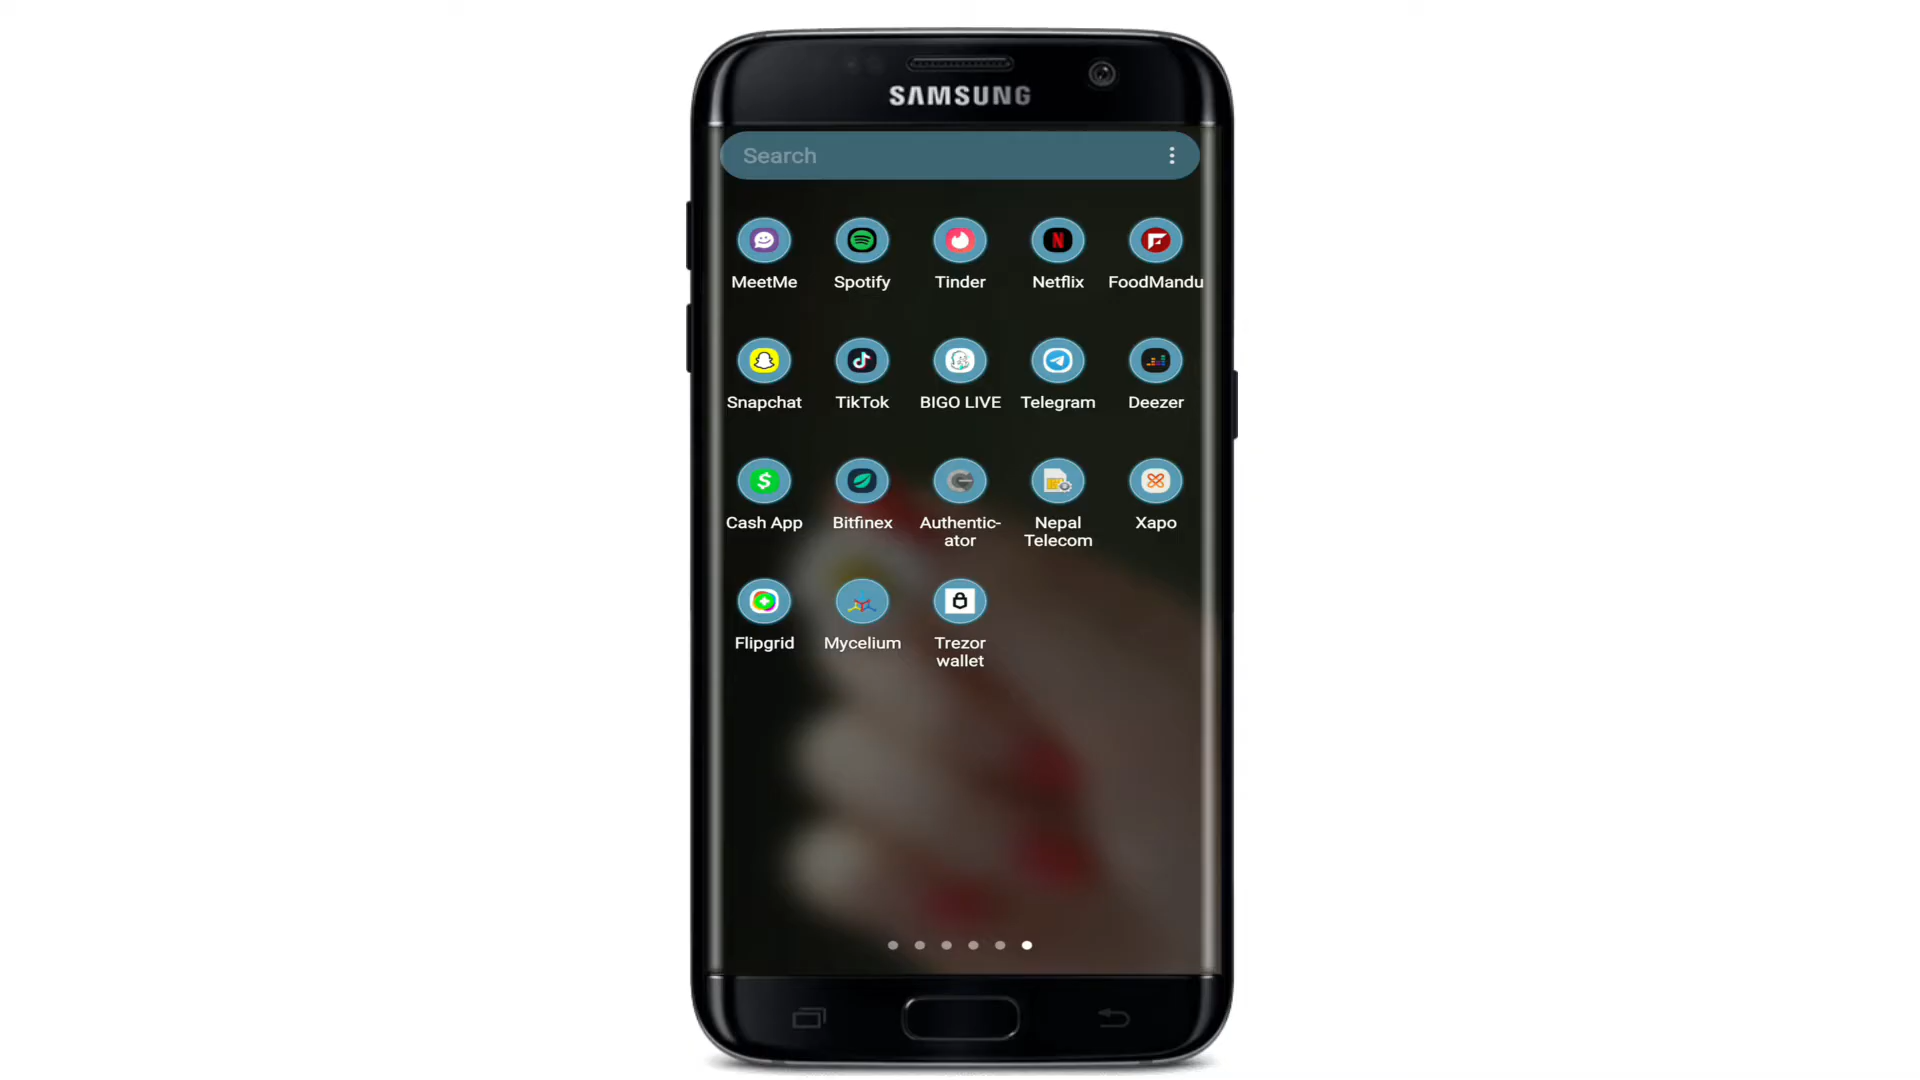 SAMSUNG
Search
MeetMe
Spotify
Tinder
Netflix
FoodMandu
Snapchat
TikTok
BIGO LIVE
Telegram
Deezer
Cash App
Bitfinex
Authentic-
ator
Nepal
Telecom
Xapo
Flipgrid
Mycelium
Trezor
wallet